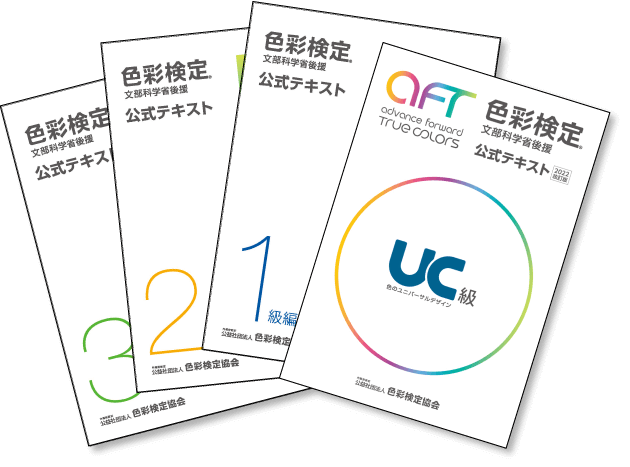 色彩検定®
文部科学省後援
公式テキスト
3
公益社団法人 色彩検定協会
色彩検定®
文部科学省後援
公式テキスト
2
公益社団法人 色彩検定協会
色彩検定®
文部科学省後援
公式テキスト
1級編
公益社団法人 色彩検定協
aFT
advance forward
True colors
色彩検定®
文部科学省後援
公式テキスト 2022改訂版
UC級
色のユニバーサルデザイン
公益社団法人 色彩検定協会